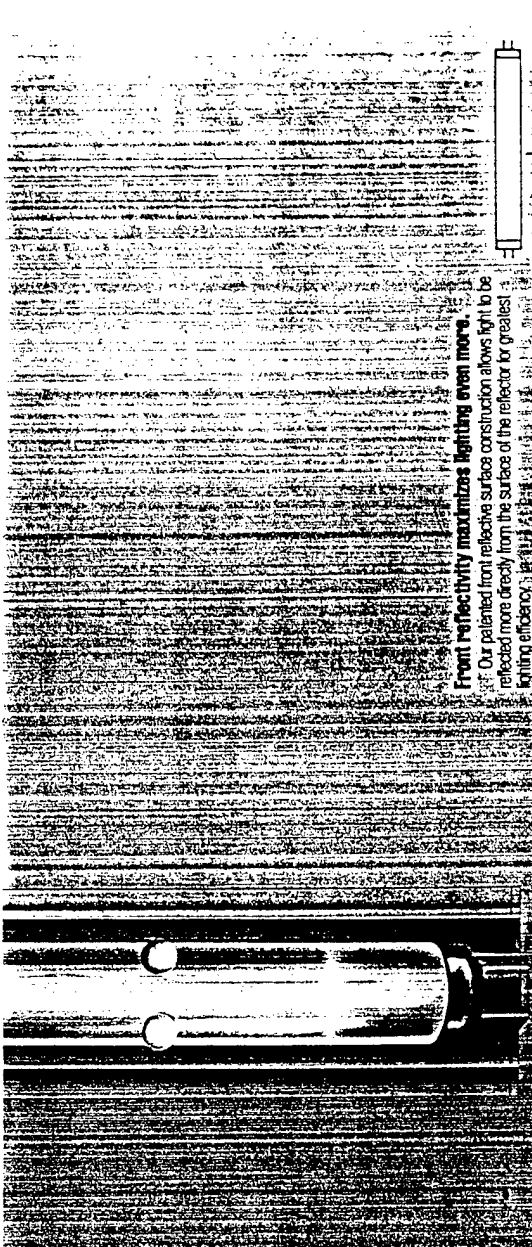 Front reflectivity maximizes lighting even more.
Our patented front reflective surface construction allows light to be
reflected more directly from the surface of the reflector for greatest
lighting efficiency.